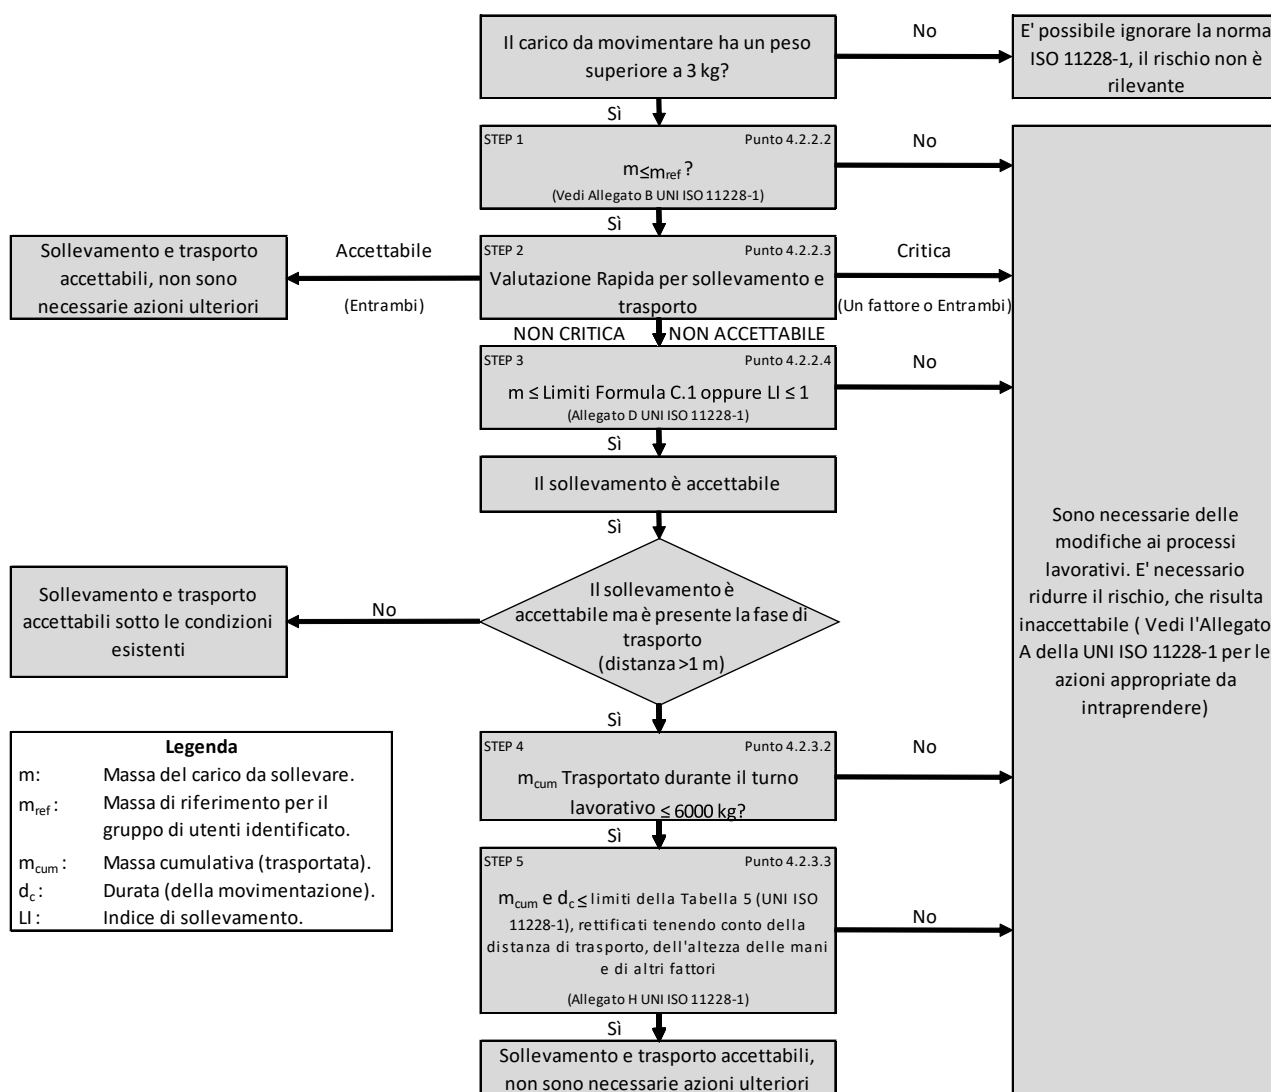 Il carico da movimentare ha un peso
superiore a 3 kg?
No
E' possibile ignorare la norma
ISO 11228-1, il rischio non è
rilevante
Sì
STEP 1
Punto 4.2.2.2
m≤mref ?
(Vedi Allegato B UNI ISO 11228-1)
No
Sì
Sollevamento e trasporto
accettabili, non sono
necessarie azioni ulteriori
Accettabile
(Entrambi)
STEP 2
Punto 4.2.2.3
Valutazione Rapida per sollevamento e
trasporto
Critica
(Un fattore o Entrambi)
NON CRITICA
NON ACCETTABILE
STEP 3
Punto 4.2.2.4
m ≤ Limiti Formula C.1 oppure LI ≤ 1
(Allegato D UNI ISO 11228-1)
No
Sì
Il sollevamento è accettabile
Sì
Sono necessarie delle
modifiche ai processi
lavorativi. E' necessario
ridurre il rischio, che risulta
inaccettabile ( Vedi l'Allegato
A della UNI ISO 11228-1 per le
azioni appropriate da
intraprendere)
Il sollevamento è
accettabile ma è presente la fase di
trasporto
(distanza >1 m)
No
Sollevamento e trasporto
accettabili sotto le condizioni
esistenti
Sì
STEP 4
Punto 4.2.3.2
mcum Trasportato durante il turno
lavorativo ≤ 6000 kg?
No
Sì
Legenda
m: Massa del carico da sollevare.
mref : Massa di riferimento per il
gruppo di utenti identificato.
mcum : Massa cumulativa (trasportata).
dc : Durata (della movimentazione).
LI : Indice di sollevamento.
STEP 5
Punto 4.2.3.3
mcum e dc ≤ limiti della Tabella 5 (UNI ISO
11228-1), rettificati tenendo conto della
distanza di trasporto, dell'altezza delle mani
e di altri fattori
(Allegato H UNI ISO 11228-1)
No
Sì
Sollevamento e trasporto accettabili,
non sono necessarie azioni ulteriori